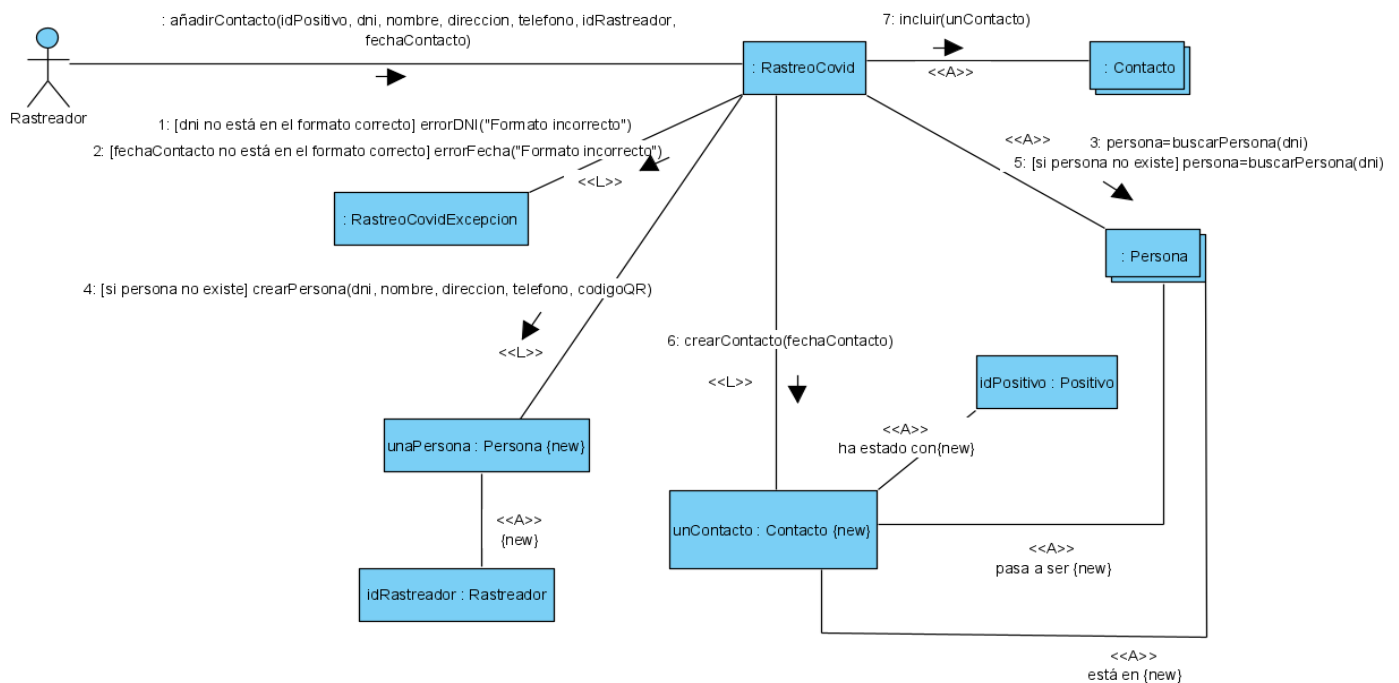 : añadirContacto(idPositivo, dni, nombre, direccion, telefono, idRastreador,
fechaContacto)
7: incluir(unContacto)
: RastreoCovid
<<A>>
: Contacto
Rastreador
1: [dni no está en el formato correcto] errorDNI("Formato incorrecto")
2: [fechaContacto no está en el formato correcto] errorFecha("Formato incorrecto")
<<L>>
: RastreoCovidExcepcion
<<A>>
3: persona=buscarPersona(dni)
5: [si persona no existe] persona=buscarPersona(dni)
: Persona
4: [si persona no existe] crearPersona(dni, nombre, direccion, telefono, codigoQR)
<<L>>
6: crearContacto(fechaContacto)
<<L>>
idPositivo : Positivo
<<A>>
ha estado con{new}
unaPersona : Persona {new}
unContacto : Contacto {new}
<<A>>
{new}
<<A>>
pasa a ser {new}
idRastreador : Rastreador
<<A>>
está en {new}